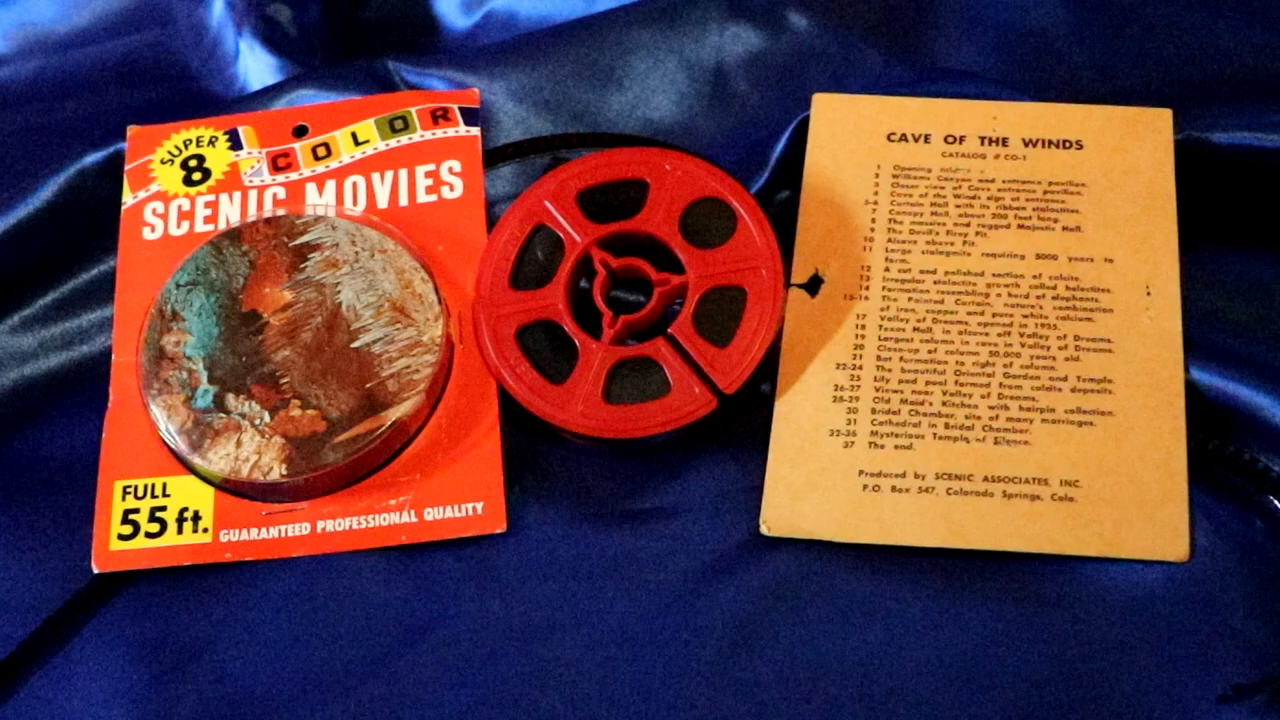 SUPER
8
COLOR
SCENIC MOVIES
FULL
55 ft.
GUARANTEED PROFESSIONAL QUALITY
CAVE OF THE WINDS
CATALOG # CO-1
1 Opening
2 Williams Canyon and entrance pavilion.
3 Closer view of Cave entrance pavilion.
4 Cave of the Winds sign at entrance.
5-6 Curtain Hall with its ribbon stalactites.
7 Canopy Hall, about 200 feet long.
8 The massive and rugged Majestic Hall.
9 The Devil's Fiery Pit.
10 Alcove above Pit.
11 Large stalagmite requiring 5000 years to
form.
12 A cut and polished section of calcite.
13 Irregular stalactite growth called helectites.
14 Formation resembling a herd of elephants.
15-16 The Painted Curtain, nature's combination
of iron, copper and pure white calcium.
17 Valley of Dreams, opened in 1935.
18 Texas Hall, in alcove off Valley of Dreams.
19 Largest column in cave in Valley of Dreams.
20 Close-up of column 50,000 years old.
21 Bat formation to right of column.
22-24 The beautiful Oriental Garden and Temple.
25 Lily pad pool formed from calcite deposits.
26-27 Views near Valley of Dreams.
28-29 Old Maid's Kitchen with hairpin collection.
30 Bridal Chamber, site of many marriages.
31 Cathedral in Bridal Chamber.
32-36 Mysterious Temple of Silence.
37 The end.
Produced by SCENIC ASSOCIATES, INC.
P.O. Box 547, Colorado Springs, Colo.